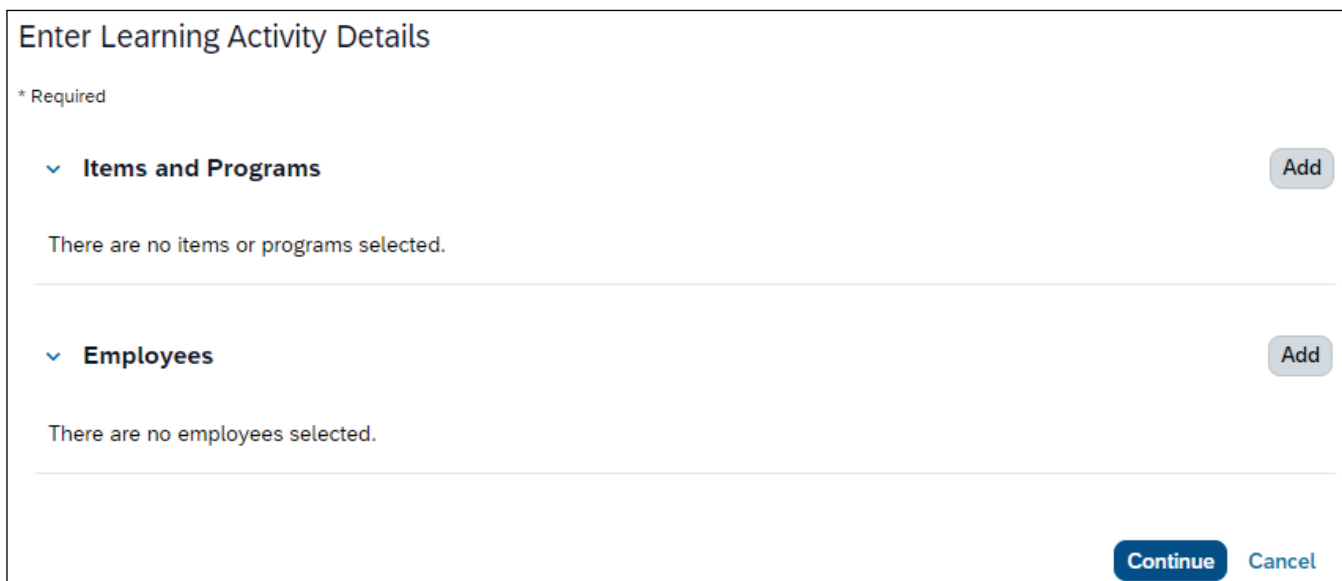 Enter Learning Activity Details
* Required
Items and Programs
Add
There are no items or programs selected.
Employees
Add
There are no employees selected.
Continue Cancel